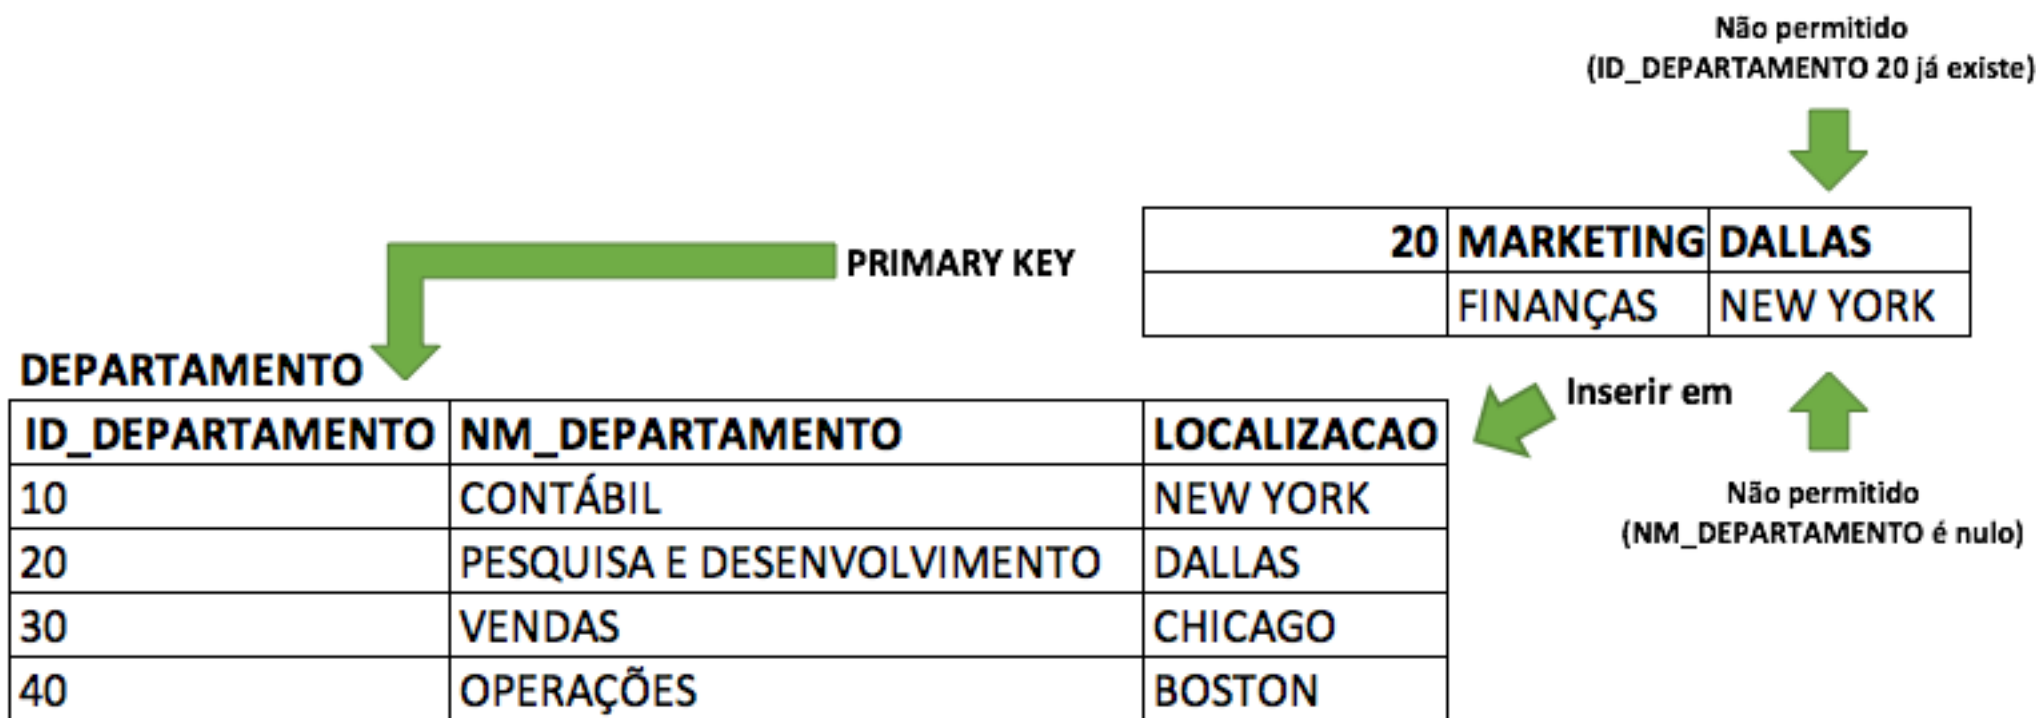 Não permitido
(ID_DEPARTAMENTO 20 já existe)
20 MARKETING DALLAS
FINANÇAS NEW YORK
PRIMARY KEY
Inserir em
Não permitido
(NM_DEPARTAMENTO é nulo)
DEPARTAMENTO
ID_DEPARTAMENTO NM_DEPARTAMENTO LOCALIZACAO
10 CONTÁBIL NEW YORK
20 PESQUISA E DESENVOLVIMENTO DALLAS
30 VENDAS CHICAGO
40 OPERAÇÕES BOSTON